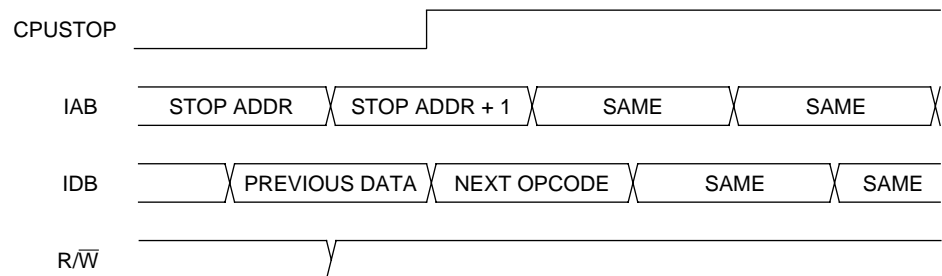 CPUSTOP
IAB STOP ADDR STOP ADDR + 1 SAME SAME
IDB PREVIOUS DATA NEXT OPCODE SAME SAME
R/W̅